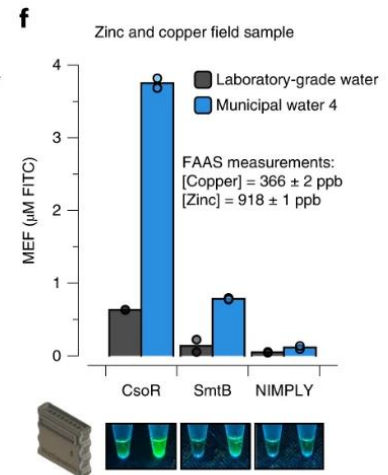 f
Zinc and copper field sample
4
3
2
1
0
MEF (μM FITC)
Laboratory-grade water
Municipal water 4
FAAS measurements:
[Copper] = 366 ± 2 ppb
[Zinc] = 918 ± 1 ppb
CsoR SmtB NIMPLY